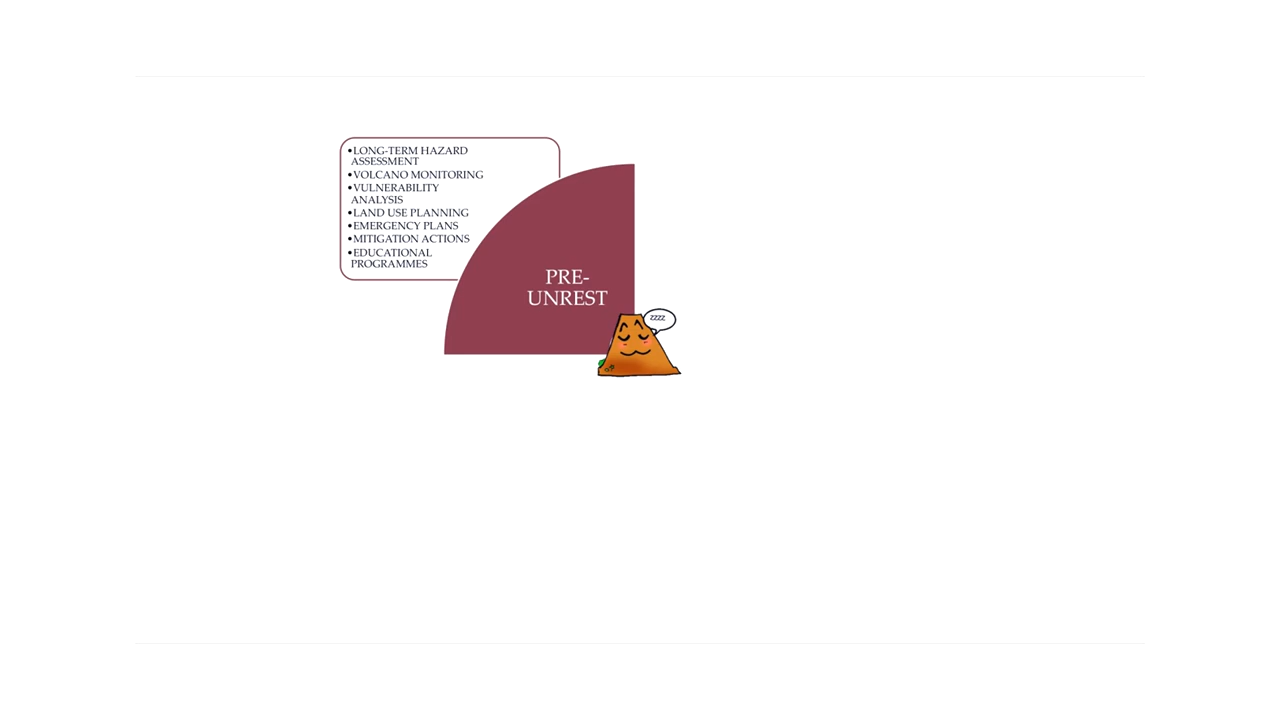 •LONG-TERM HAZARD
ASSESSMENT
•VOLCANO MONITORING
•VULNERABILITY
ANALYSIS
•LAND USE PLANNING
•EMERGENCY PLANS
•MITIGATION ACTIONS
•EDUCATIONAL
PROGRAMMES
PRE-
UNREST
ZZZZ